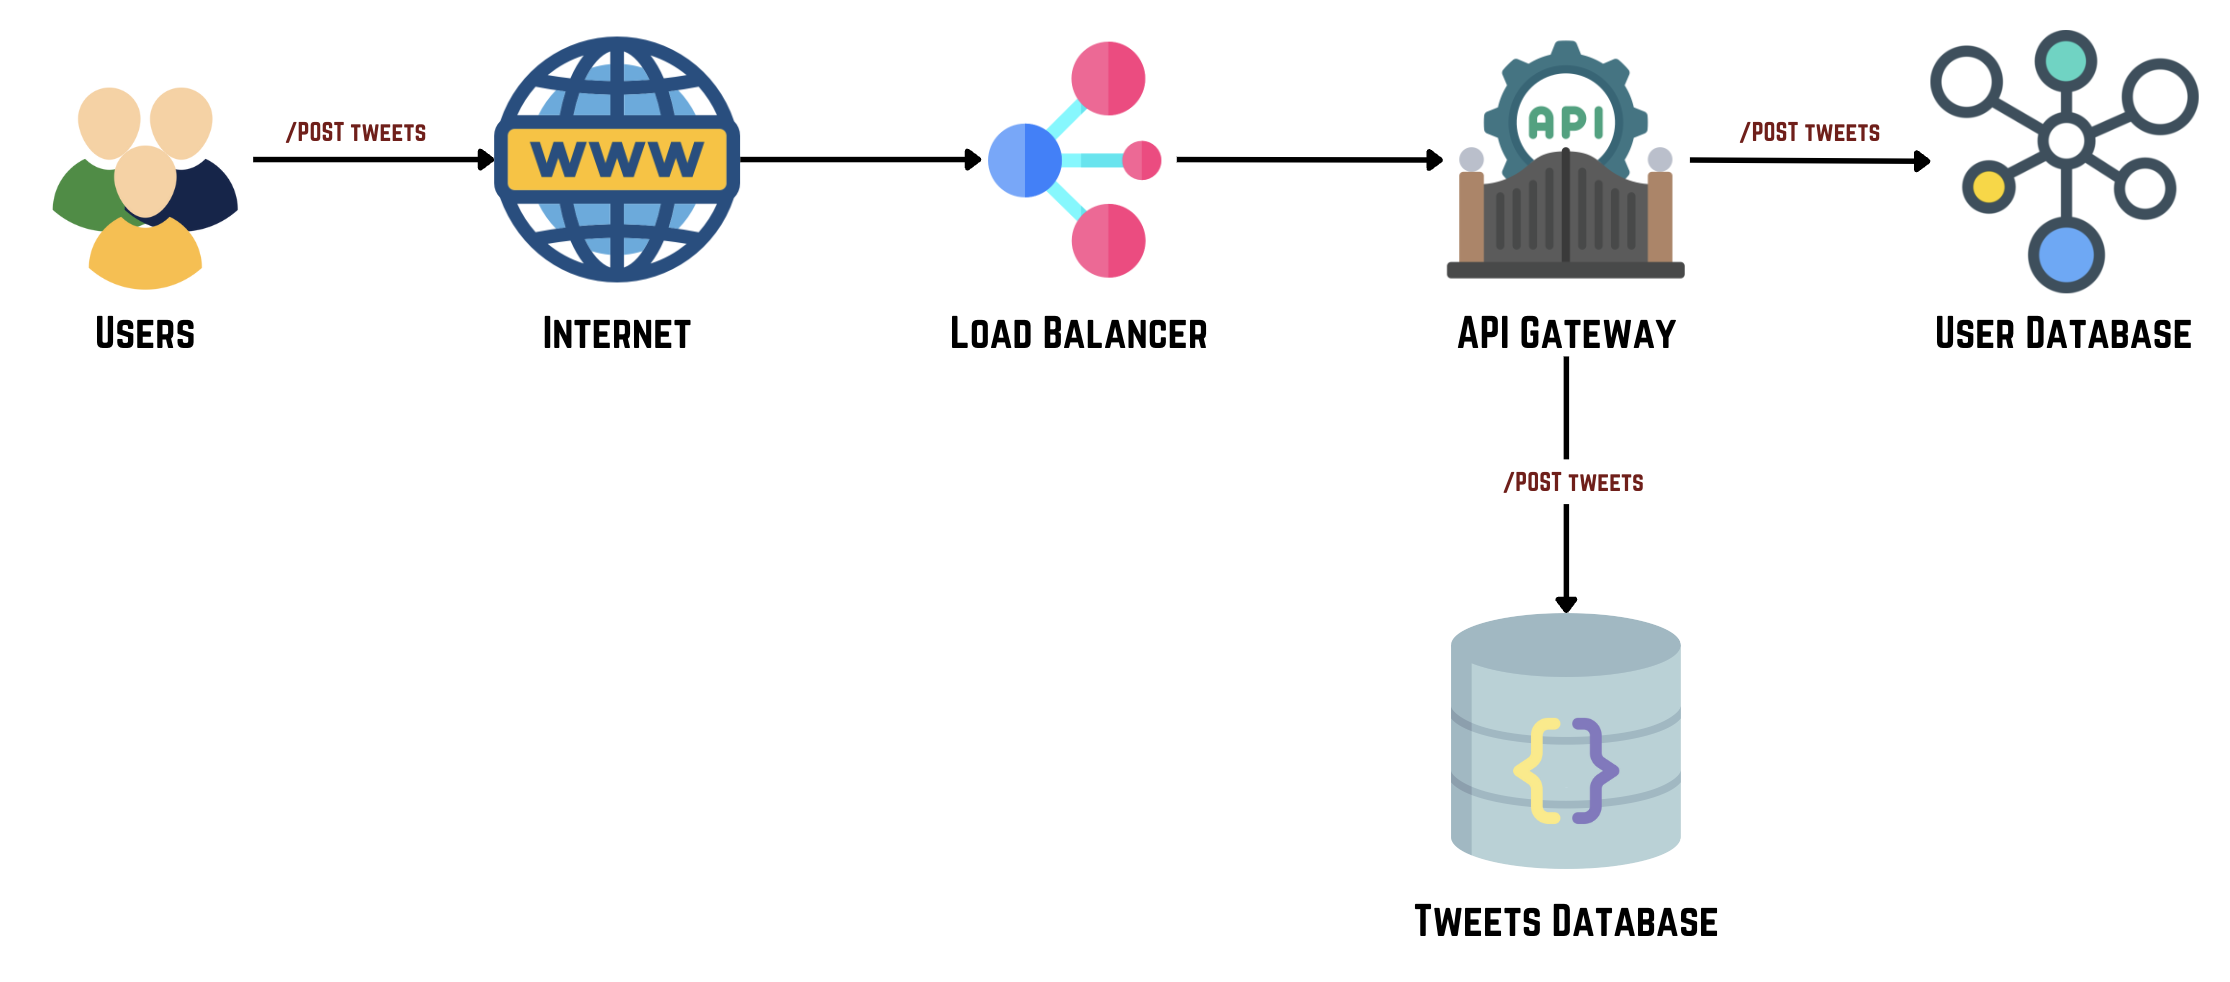 /POST TWEETS
WWW
API
/POST TWEETS
USERS
INTERNET
LOAD BALANCER
API GATEWAY
USER DATABASE
/POST TWEETS
{ }
TWEETS DATABASE